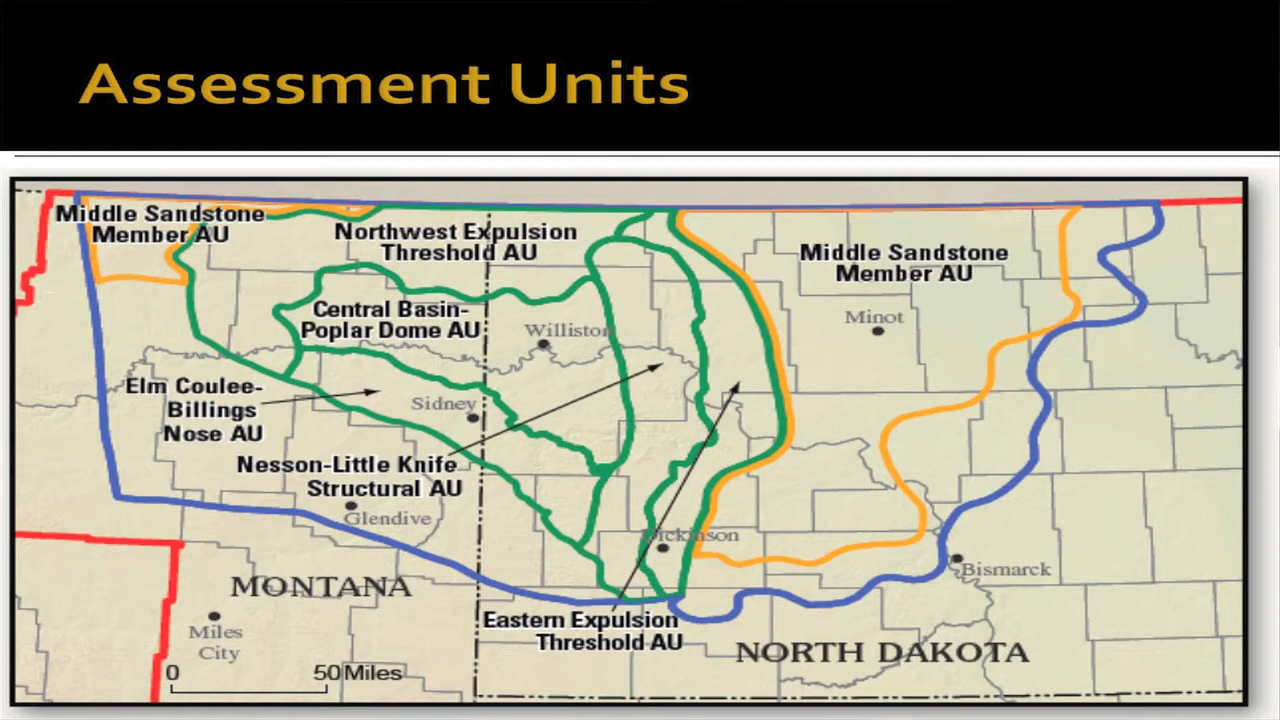 Assessment Units
Middle Sandstone
Member AU
Northwest Expulsion
Threshold AU
Middle Sandstone
Member AU
Central Basin-
Poplar Dome AU
Williston
Minot
Elm Coulee-
Billings
Nose AU
Sidney
Nesson-Little Knife
Structural AU
Glendive
Dickinson
Bismarck
MONTANA
Miles
City
Eastern Expulsion
Threshold AU
NORTH DAKOTA
0 50 Miles